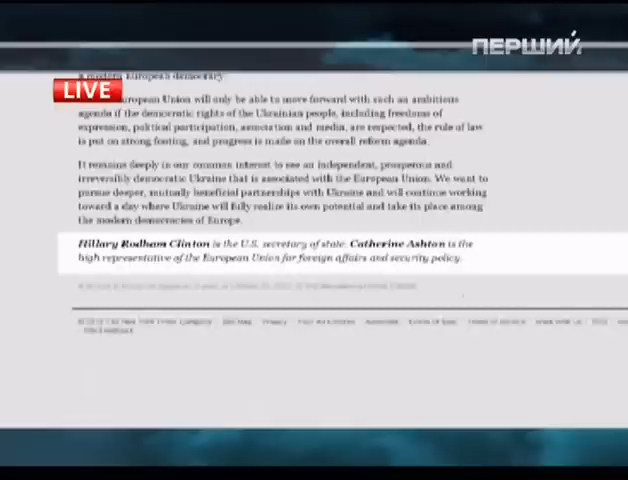 ПЕРШИЙ
a modern European democracy
LIVE
European Union will only be able to move forward with such an ambitious
agenda if the democratic rights of the Ukrainian people, including freedoms of
expression, political participation, association and media, are respected, the rule of law
is put on strong footing, and progress is made on the overall reform agenda.
It remains deeply in our common interest to see an independent, prosperous and
irreversibly democratic Ukraine that is associated with the European Union. We want to
pursue deeper, mutually beneficial partnerships with Ukraine and will continue working
toward a day where Ukraine will fully realize its own potential and take its place among
the modern democracies of Europe.
Hillary Rodham Clinton is the U.S. secretary of state. Catherine Ashton is the
high representative of the European Union for foreign affairs and security policy.